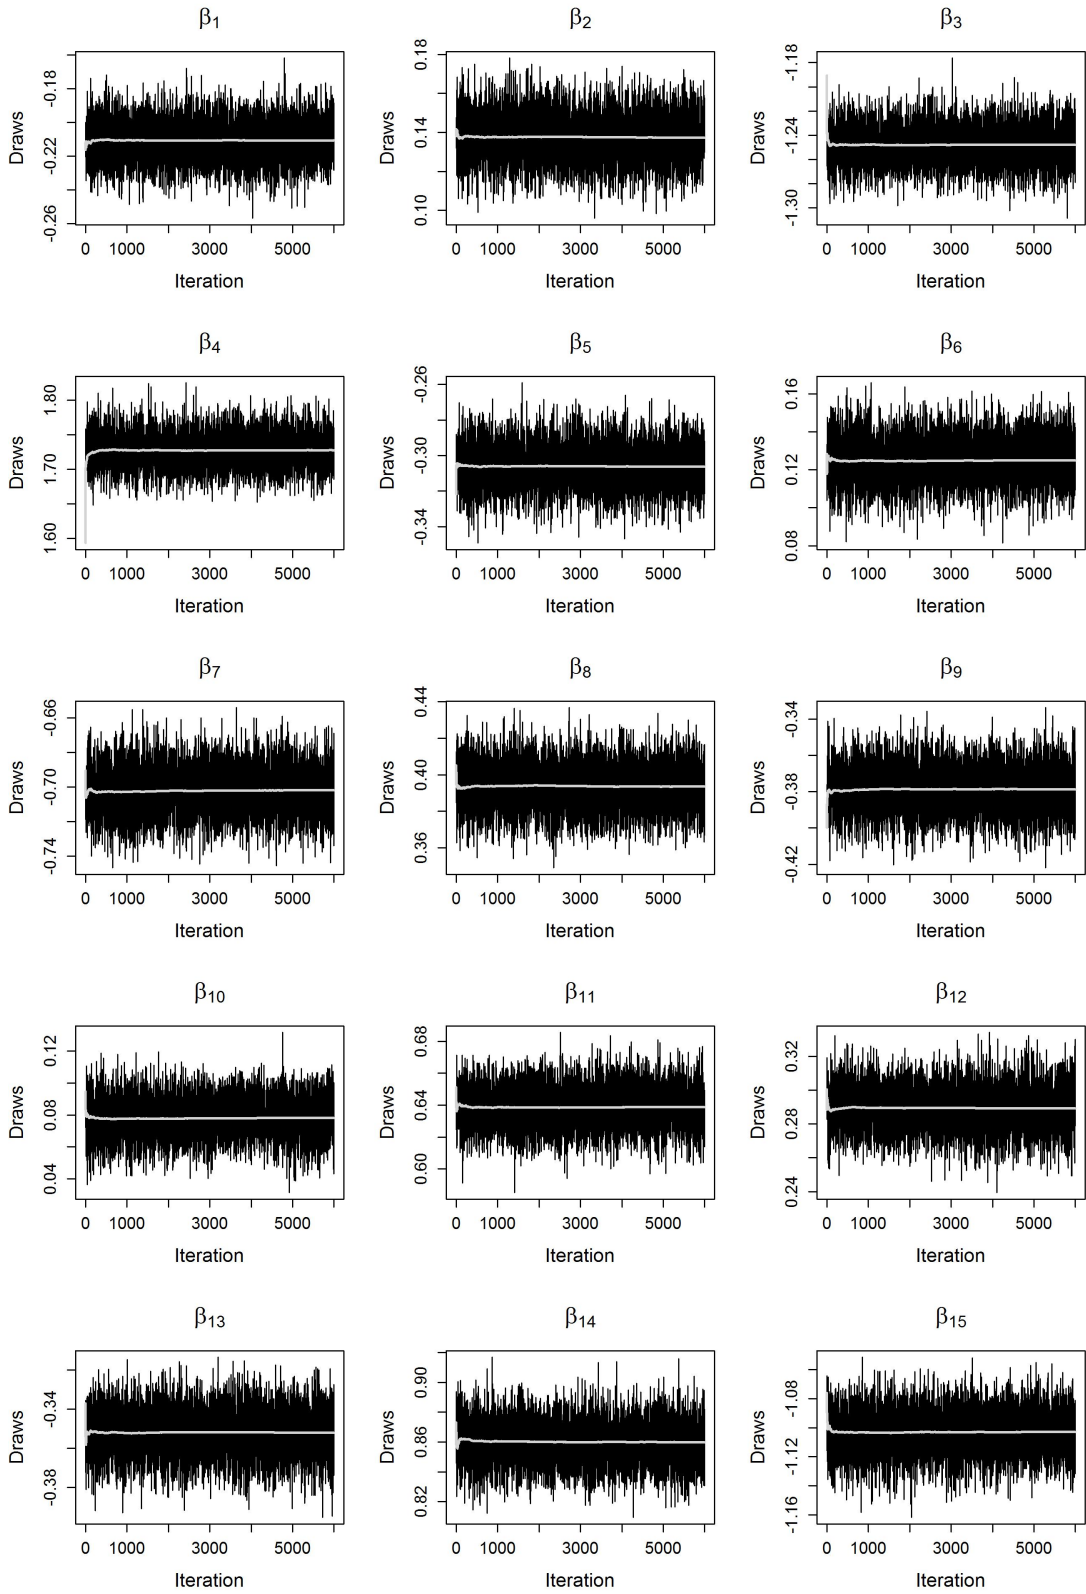 β1 β2 β3
Draws -0.26 -0.22 -0.18 Draws 0.10 0.14 0.18 Draws -1.30 -1.24 -1.18
0 1000 3000 5000 0 1000 3000 5000 0 1000 3000 5000
Iteration Iteration Iteration
β4 β5 β6
Draws 1.60 1.70 1.80 Draws -0.34 -0.30 -0.26 Draws 0.08 0.12 0.16
0 1000 3000 5000 0 1000 3000 5000 0 1000 3000 5000
Iteration Iteration Iteration
β7 β8 β9
Draws -0.74 -0.70 -0.66 Draws 0.36 0.40 0.44 Draws -0.42 -0.38 -0.34
0 1000 3000 5000 0 1000 3000 5000 0 1000 3000 5000
Iteration Iteration Iteration
β10 β11 β12
Draws 0.04 0.08 0.12 Draws 0.60 0.64 0.68 Draws 0.24 0.28 0.32
0 1000 3000 5000 0 1000 3000 5000 0 1000 3000 5000
Iteration Iteration Iteration
β13 β14 β15
Draws -0.38 -0.34 Draws 0.82 0.86 0.90 Draws -1.16 -1.12 -1.08
0 1000 3000 5000 0 1000 3000 5000 0 1000 3000 5000
Iteration Iteration Iteration